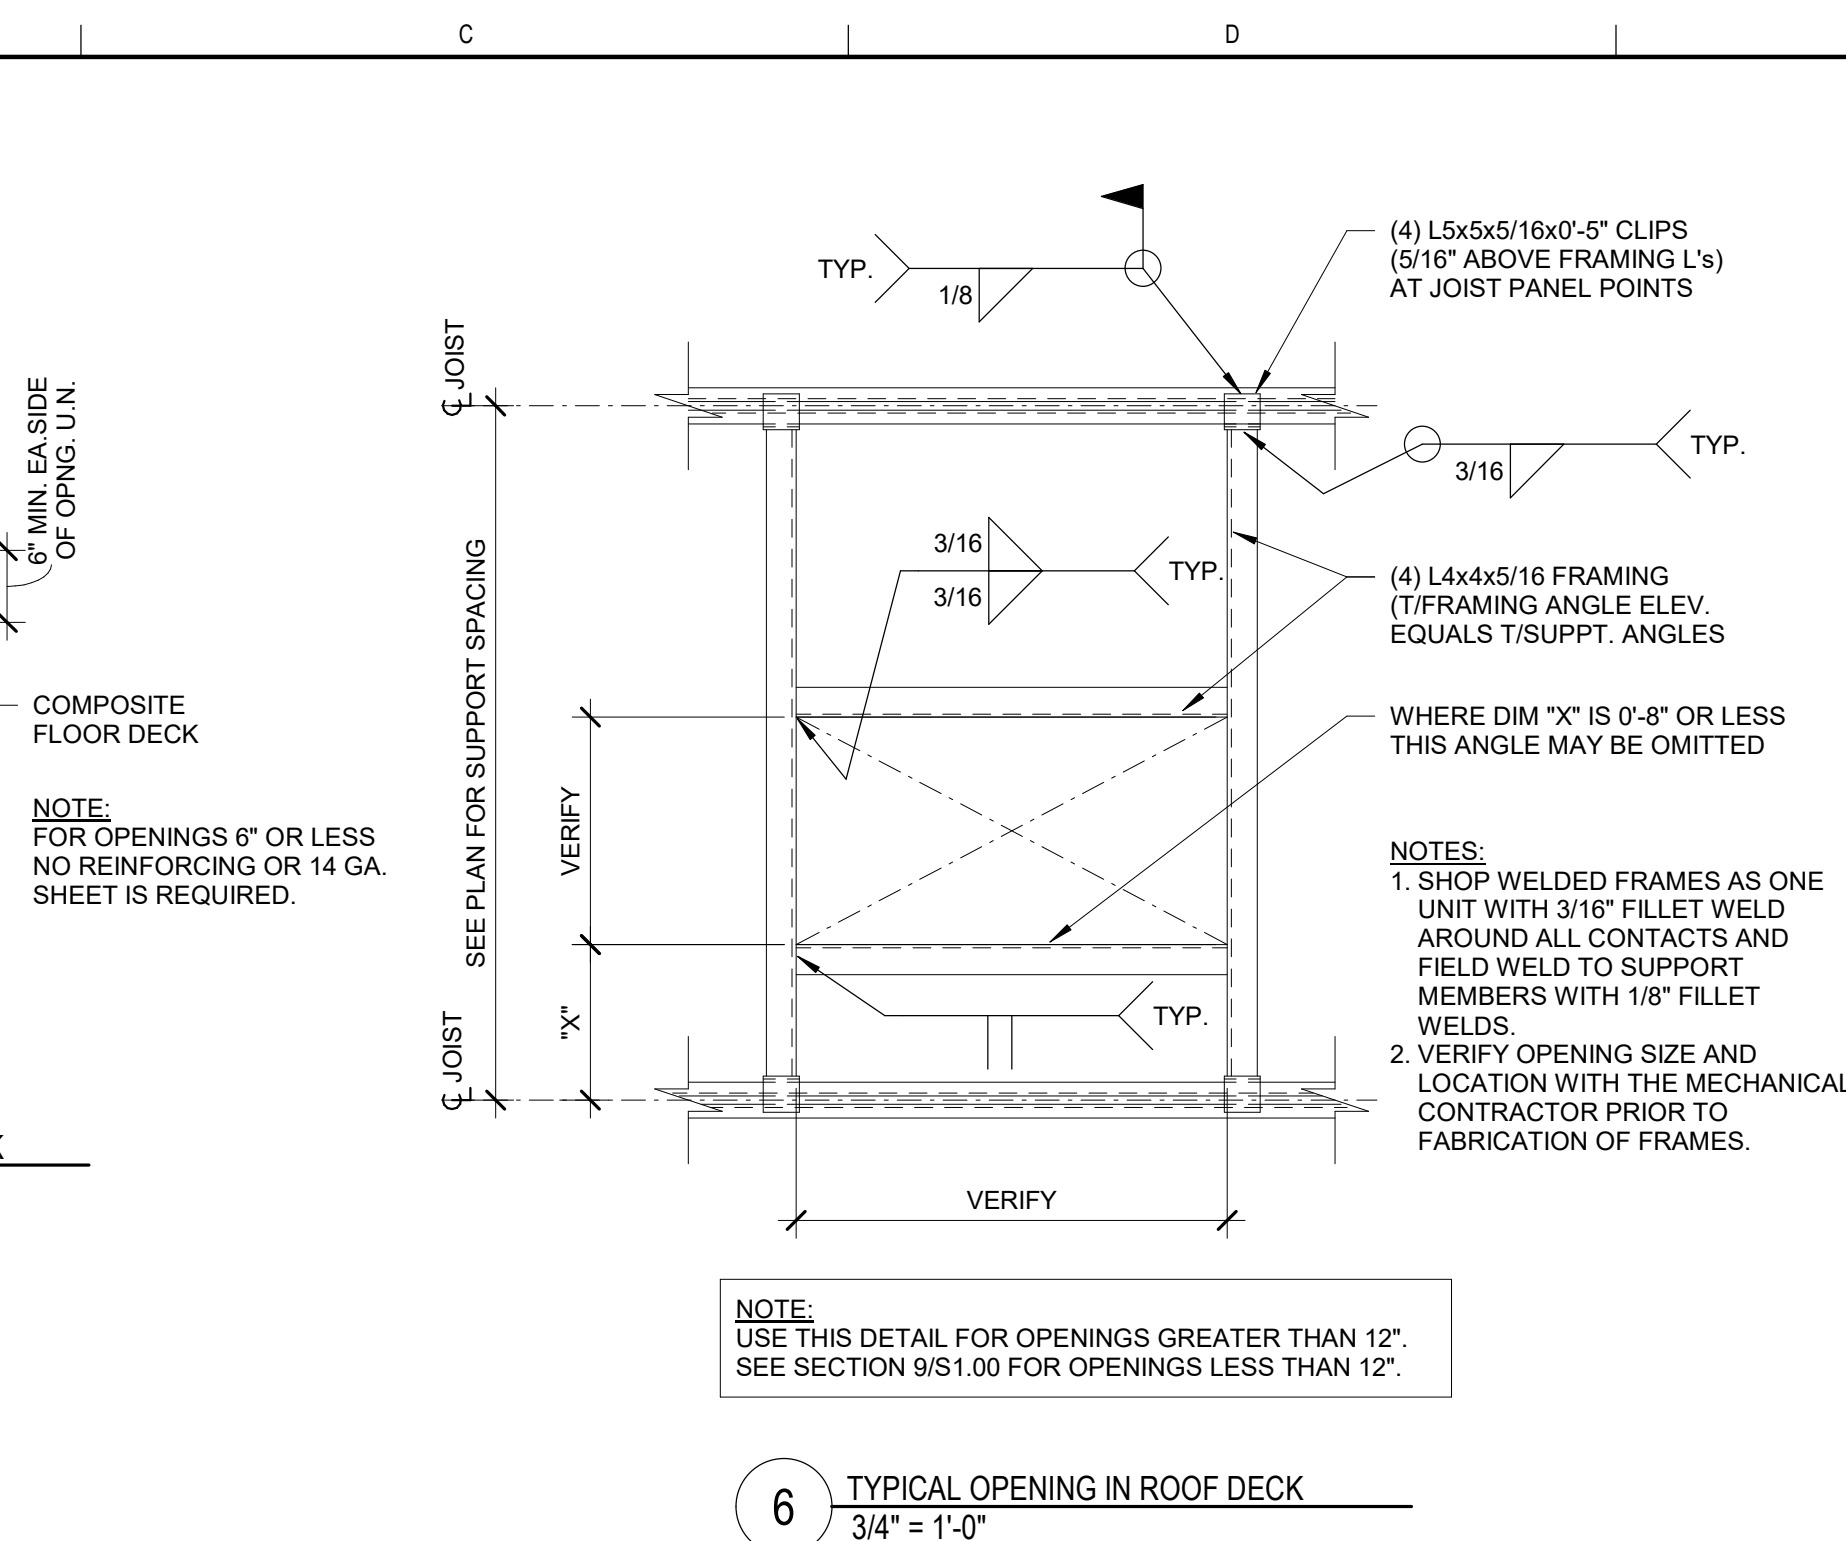 C
D
6" MIN. EA.SIDE
OF OPNG. U.N.
COMPOSITE
FLOOR DECK
NOTE:
FOR OPENINGS 6" OR LESS
NO REINFORCING OR 14 GA.
SHEET IS REQUIRED.
℄ JOIST
SEE PLAN FOR SUPPORT SPACING
℄ JOIST
VERIFY
"X"
TYP.
1/8
(4) L5x5x5/16x0'-5" CLIPS
(5/16" ABOVE FRAMING L's)
AT JOIST PANEL POINTS
3/16
TYP.
3/16
3/16
TYP.
(4) L4x4x5/16 FRAMING
(T/FRAMING ANGLE ELEV.
EQUALS T/SUPPT. ANGLES
WHERE DIM "X" IS 0'-8" OR LESS
THIS ANGLE MAY BE OMITTED
TYP.
NOTES:
1. SHOP WELDED FRAMES AS ONE
UNIT WITH 3/16" FILLET WELD
AROUND ALL CONTACTS AND
FIELD WELD TO SUPPORT
MEMBERS WITH 1/8" FILLET
WELDS.
2. VERIFY OPENING SIZE AND
LOCATION WITH THE MECHANICAL
CONTRACTOR PRIOR TO
FABRICATION OF FRAMES.
VERIFY
NOTE:
USE THIS DETAIL FOR OPENINGS GREATER THAN 12".
SEE SECTION 9/S1.00 FOR OPENINGS LESS THAN 12".
6
TYPICAL OPENING IN ROOF DECK
3/4" = 1'-0"